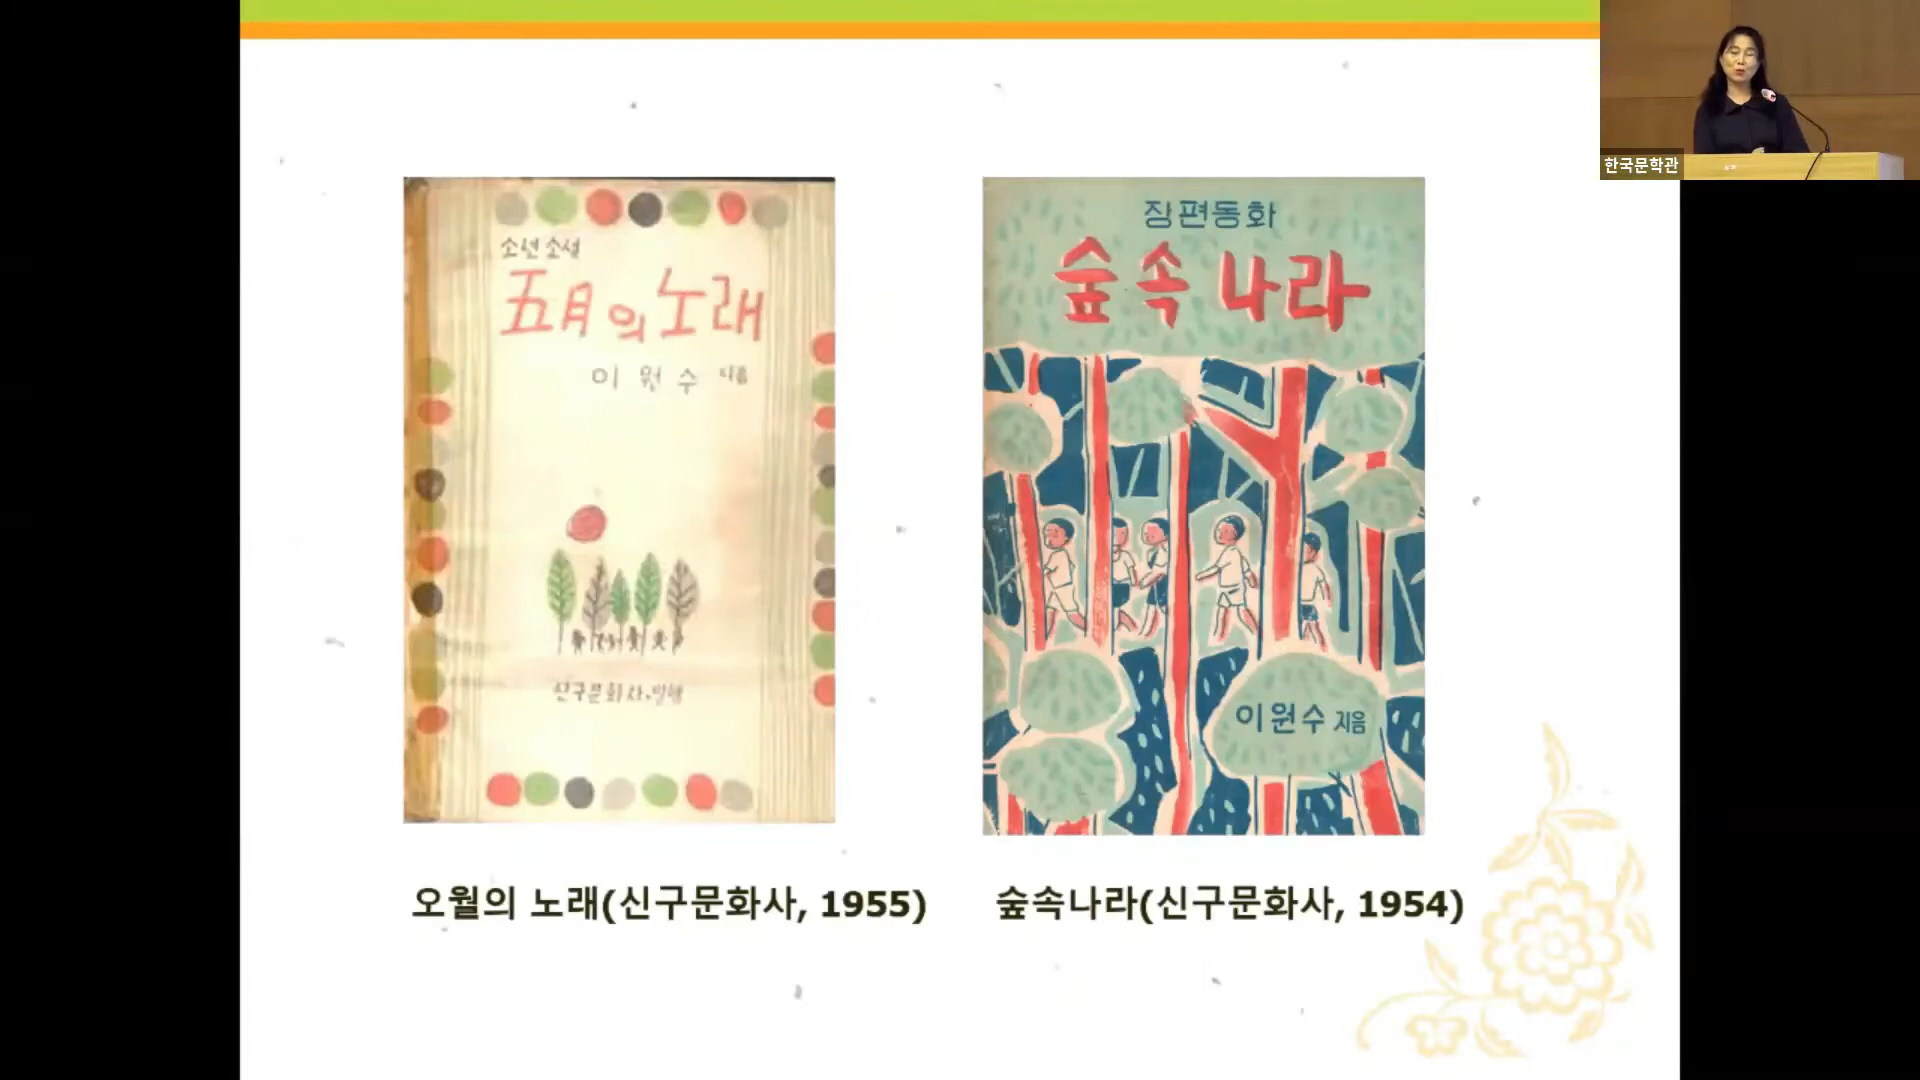 한국문학관
소년소설
五月의 노래
이 원 수 지음
신구문화사 발행
장편동화
숲속나라
이원수 지음
오월의 노래(신구문화사, 1955)
숲속나라(신구문화사, 1954)